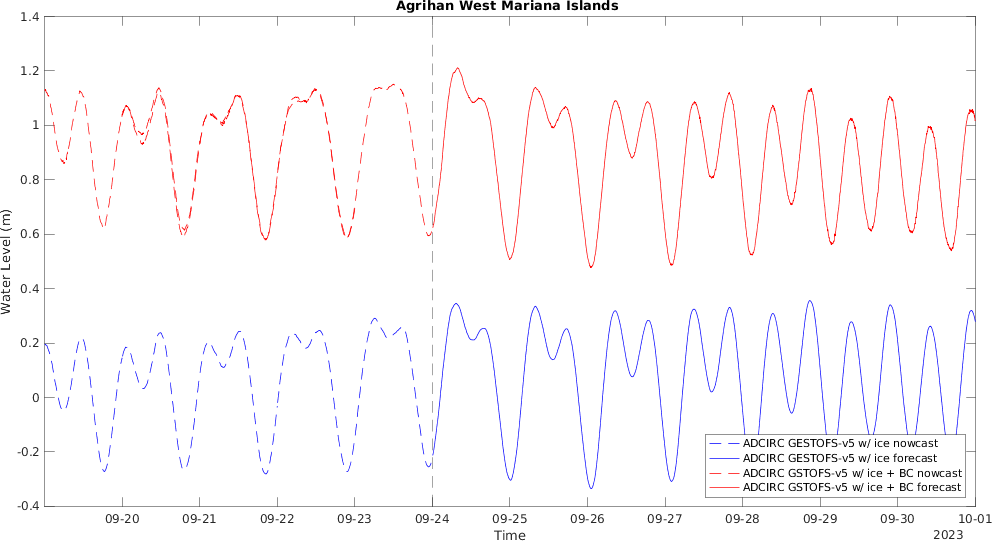 Agrihan West Mariana Islands
Water Level (m)
1.4
1.2
1
0.8
0.6
0.4
0.2
0
-0.2
-0.4
ADCIRC GESTOFS-v5 w/ ice nowcast
ADCIRC GESTOFS-v5 w/ ice forecast
ADCIRC GSTOFS-v5 w/ ice + BC nowcast
ADCIRC GSTOFS-v5 w/ ice + BC forecast
09-20 09-21 09-22 09-23 09-24 09-25 09-26 09-27 09-28 09-29 09-30 10-01
Time
2023